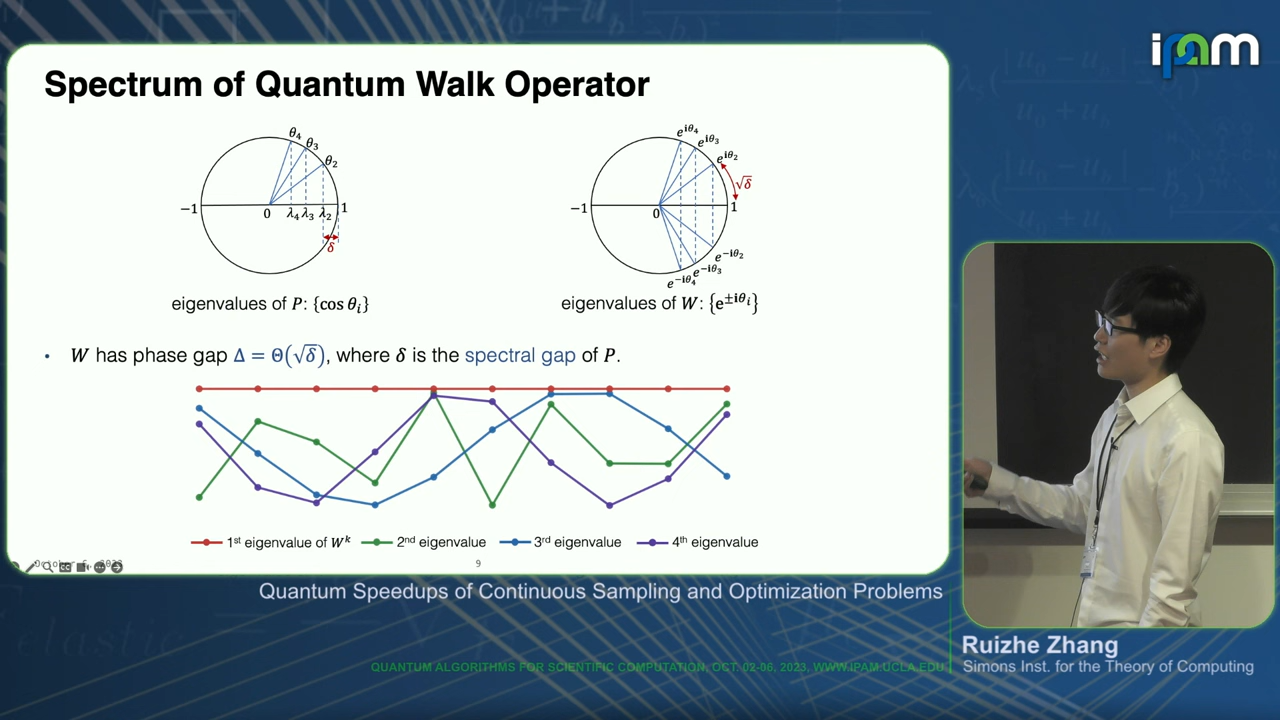 ipam
Spectrum of Quantum Walk Operator
θ₄
θ₃
θ₂
−1
0
λ₄ λ₃ λ₂
1
δ
eigenvalues of P: {cos θᵢ}
e^{iθ₄}
e^{iθ₃}
e^{iθ₂}
√δ
−1
0
1
e^{−iθ₂}
e^{−iθ₃}
e^{−iθ₄}
eigenvalues of W: {e^{±iθᵢ}}
• W has phase gap Δ = Θ(√δ), where δ is the spectral gap of P.
1st eigenvalue of Wᵏ 2nd eigenvalue 3rd eigenvalue 4th eigenvalue
9
Quantum Speedups of Continuous Sampling and Optimization Problems
Ruizhe Zhang
Simons Inst. for the Theory of Computing
QUANTUM ALGORITHMS FOR SCIENTIFIC COMPUTATION, OCT. 02-06, 2023, WWW.IPAM.UCLA.EDU